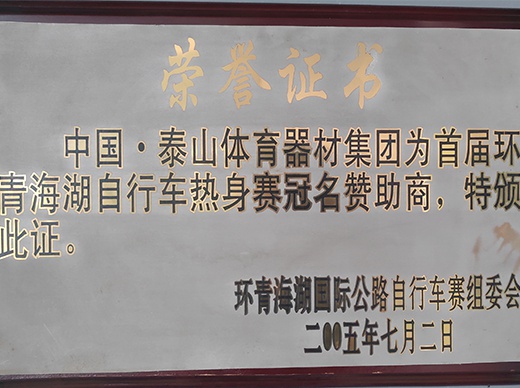 荣誉证书
中国·泰山体育器材集团为首届环
青海湖自行车热身赛冠名赞助商，特颁
此证。
环青海湖国际公路自行车赛组委会
二00五年七月二日